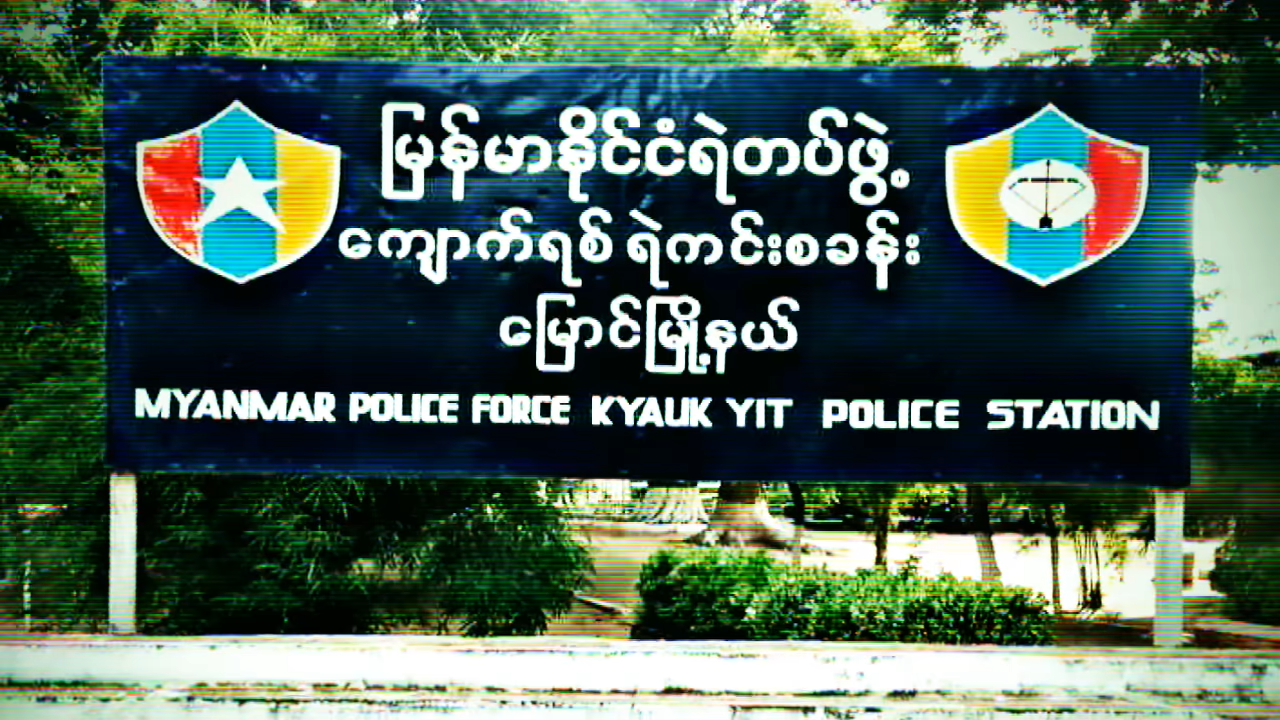 မြန်မာနိုင်ငံရဲတပ်ဖွဲ့
ကျောက်ရစ် ရဲကင်းစခန်း
မြောင်မြို့နယ်
MYANMAR POLICE FORCE KYAUK YIT POLICE STATION